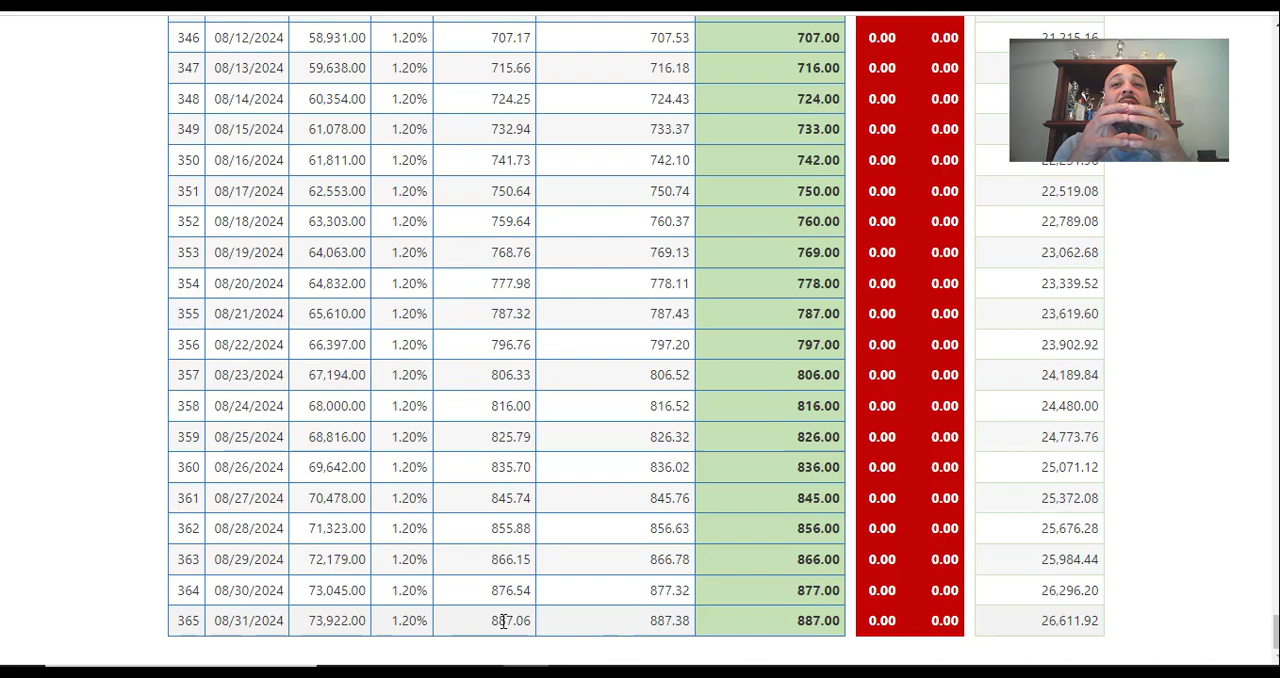 346 08/12/2024 58,931.00 1.20% 707.17 707.53 707.00 0.00 0.00 21,215.16
347 08/13/2024 59,638.00 1.20% 715.66 716.18 716.00 0.00 0.00
348 08/14/2024 60,354.00 1.20% 724.25 724.43 724.00 0.00 0.00
349 08/15/2024 61,078.00 1.20% 732.94 733.37 733.00 0.00 0.00
350 08/16/2024 61,811.00 1.20% 741.73 742.10 742.00 0.00 0.00
351 08/17/2024 62,553.00 1.20% 750.64 750.74 750.00 0.00 0.00 22,519.08
352 08/18/2024 63,303.00 1.20% 759.64 760.37 760.00 0.00 0.00 22,789.08
353 08/19/2024 64,063.00 1.20% 768.76 769.13 769.00 0.00 0.00 23,062.68
354 08/20/2024 64,832.00 1.20% 777.98 778.11 778.00 0.00 0.00 23,339.52
355 08/21/2024 65,610.00 1.20% 787.32 787.43 787.00 0.00 0.00 23,619.60
356 08/22/2024 66,397.00 1.20% 796.76 797.20 797.00 0.00 0.00 23,902.92
357 08/23/2024 67,194.00 1.20% 806.33 806.52 806.00 0.00 0.00 24,189.84
358 08/24/2024 68,000.00 1.20% 816.00 816.52 816.00 0.00 0.00 24,480.00
359 08/25/2024 68,816.00 1.20% 825.79 826.32 826.00 0.00 0.00 24,773.76
360 08/26/2024 69,642.00 1.20% 835.70 836.02 836.00 0.00 0.00 25,071.12
361 08/27/2024 70,478.00 1.20% 845.74 845.76 845.00 0.00 0.00 25,372.08
362 08/28/2024 71,323.00 1.20% 855.88 856.63 856.00 0.00 0.00 25,676.28
363 08/29/2024 72,179.00 1.20% 866.15 866.78 866.00 0.00 0.00 25,984.44
364 08/30/2024 73,045.00 1.20% 876.54 877.32 877.00 0.00 0.00 26,296.20
365 08/31/2024 73,922.00 1.20% 887.06 887.38 887.00 0.00 0.00 26,611.92